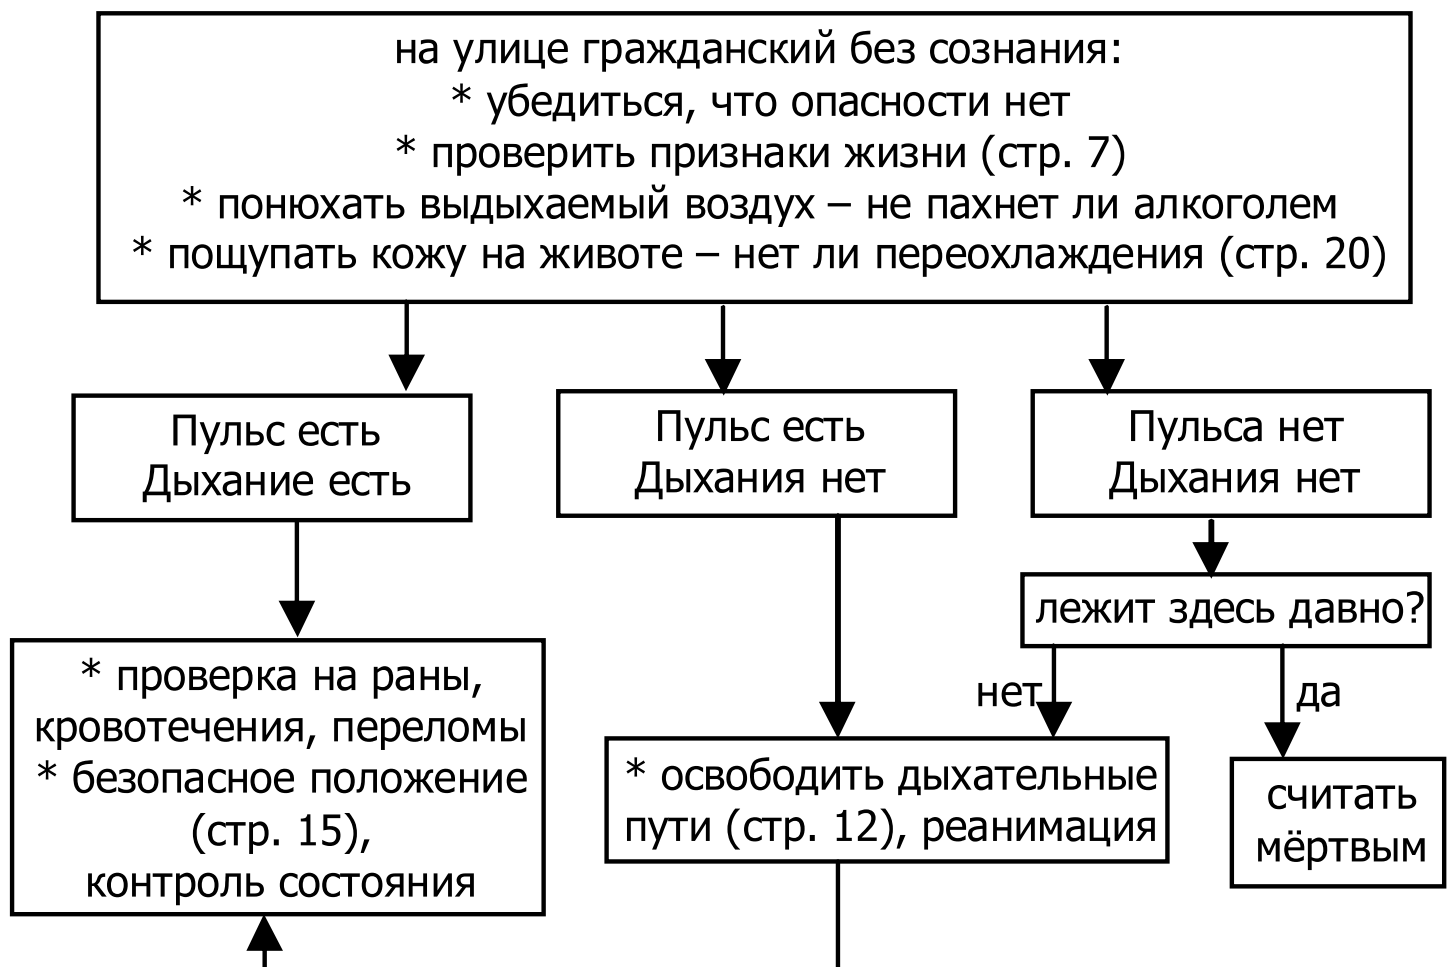 на улице гражданский без сознания:
* убедиться, что опасности нет
* проверить признаки жизни (стр. 7)
* понюхать выдыхаемый воздух – не пахнет ли алкоголем
* пощупать кожу на животе – нет ли переохлаждения (стр. 20)
Пульс есть
Дыхание есть
Пульс есть
Дыхания нет
Пульса нет
Дыхания нет
лежит здесь давно?
нет
да
* проверка на раны,
кровотечения, переломы
* безопасное положение
(стр. 15),
контроль состояния
* освободить дыхательные
пути (стр. 12), реанимация
считать
мёртвым